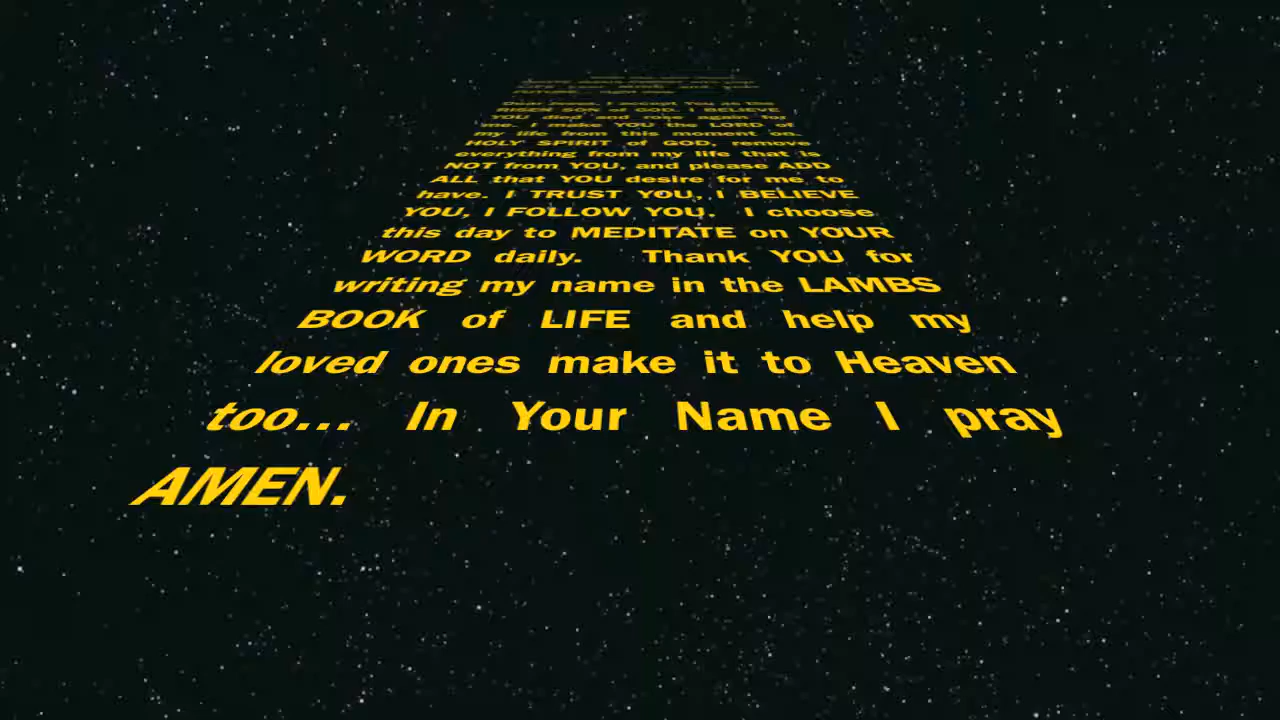 Dear Jesus, I accept You as the
RISEN SON of GOD. I BELIEVE
YOU died and rose again for
me. I make YOU the LORD of
my life from this moment on.
HOLY SPIRIT of GOD, remove
everything from my life that is
NOT from YOU, and please ADD
ALL that YOU desire for me to
have. I TRUST YOU, I BELIEVE
YOU, I FOLLOW YOU. I choose
this day to MEDITATE on YOUR
WORD daily. Thank YOU for
writing my name in the LAMBS
BOOK of LIFE and help my
loved ones make it to Heaven
too... In Your Name I pray
AMEN.